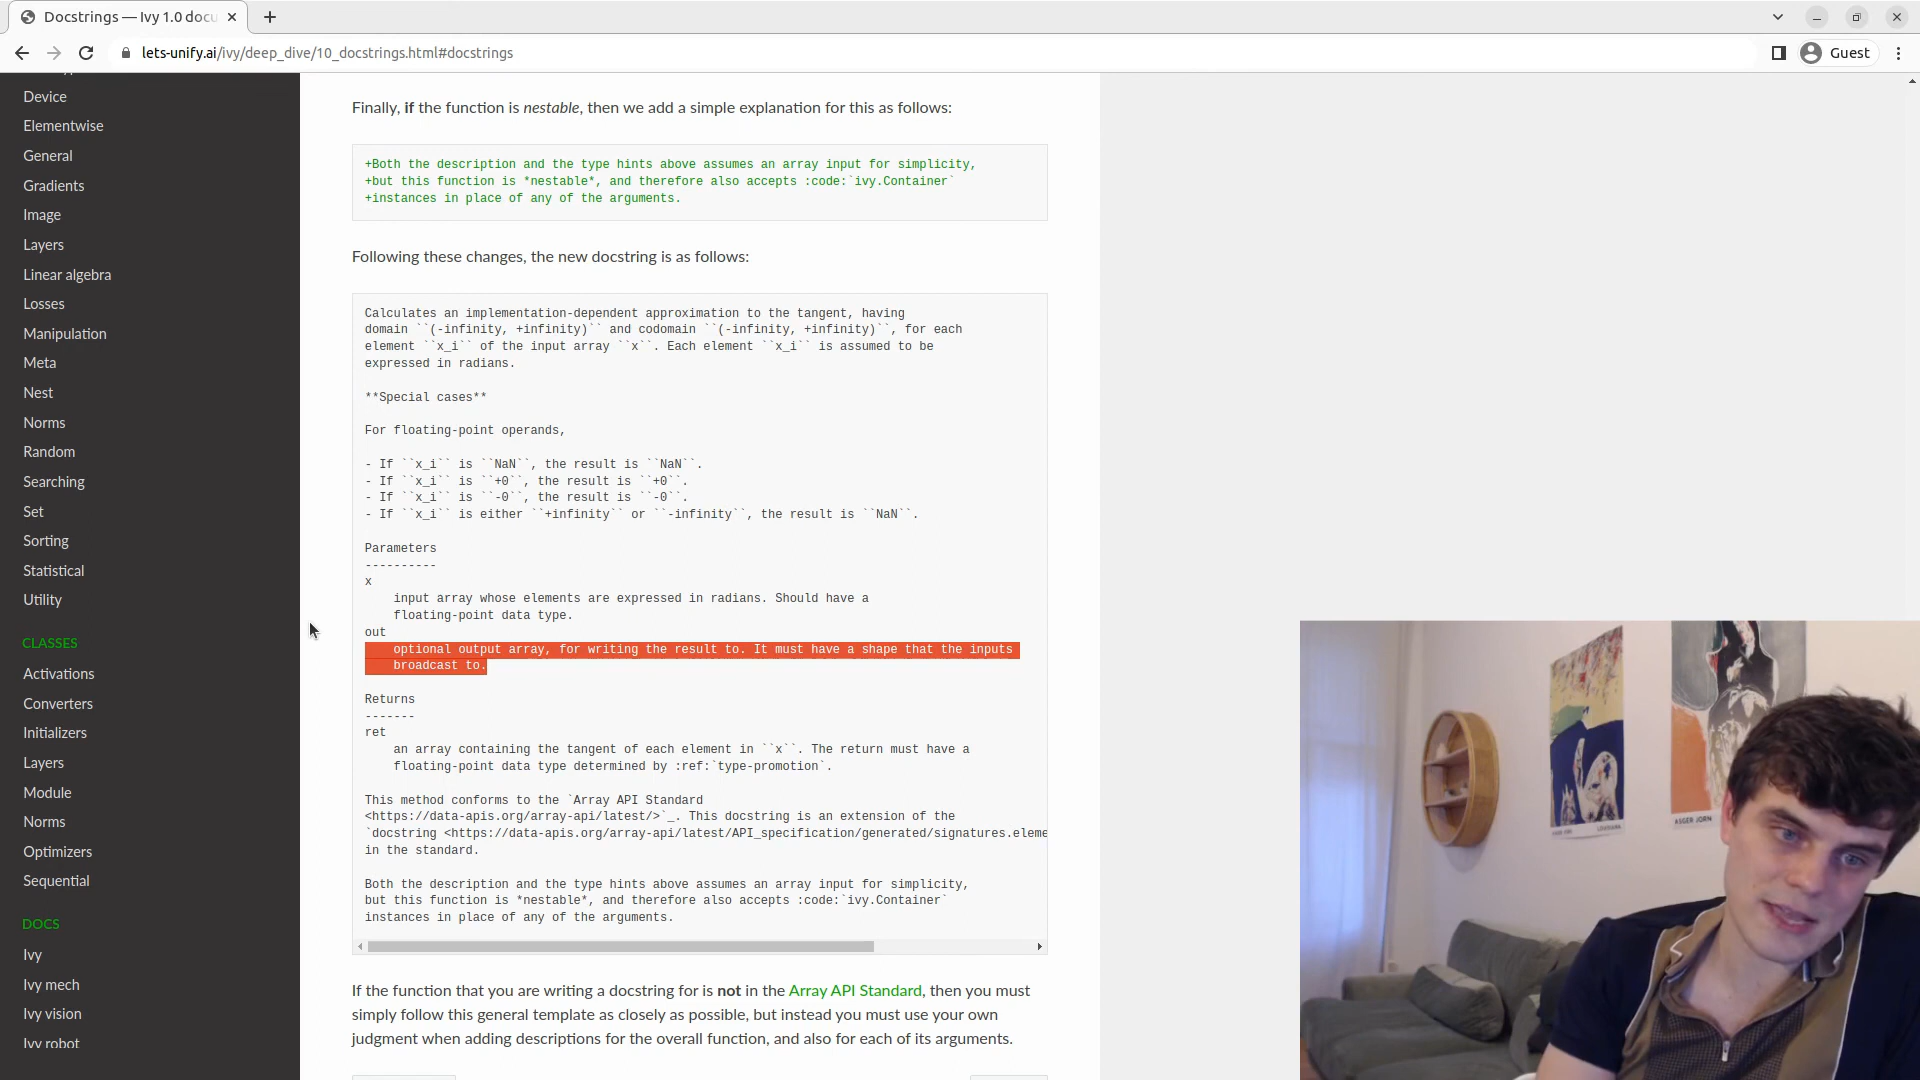 Docstrings — Ivy 1.0 docu
lets-unify.ai/ivy/deep_dive/10_docstrings.html#docstrings
Guest
Device
Elementwise
General
Gradients
Image
Layers
Linear algebra
Losses
Manipulation
Meta
Nest
Norms
Random
Searching
Set
Sorting
Statistical
Utility
CLASSES
Activations
Converters
Initializers
Layers
Module
Norms
Optimizers
Sequential
DOCS
Ivy
Ivy mech
Ivy vision
Ivy robot
Finally, if the function is nestable, then we add a simple explanation for this as follows:
+Both the description and the type hints above assumes an array input for simplicity,
+but this function is *nestable*, and therefore also accepts :code:`ivy.Container`
+instances in place of any of the arguments.
Following these changes, the new docstring is as follows:
Calculates an implementation-dependent approximation to the tangent, having
domain ``(-infinity, +infinity)`` and codomain ``(-infinity, +infinity)``, for each
element ``x_i`` of the input array ``x``. Each element ``x_i`` is assumed to be
expressed in radians.
**Special cases**
For floating-point operands,
- If ``x_i`` is ``NaN``, the result is ``NaN``.
- If ``x_i`` is ``+0``, the result is ``+0``.
- If ``x_i`` is ``-0``, the result is ``-0``.
- If ``x_i`` is either ``+infinity`` or ``-infinity``, the result is ``NaN``.
Parameters
----------
x
input array whose elements are expressed in radians. Should have a
floating-point data type.
out
optional output array, for writing the result to. It must have a shape that the inputs
broadcast to.
Returns
-------
ret
an array containing the tangent of each element in ``x``. The return must have a
floating-point data type determined by :ref:`type-promotion`.
This method conforms to the `Array API Standard
<https://data-apis.org/array-api/latest/>`_. This docstring is an extension of the
`docstring <https://data-apis.org/array-api/latest/API_specification/generated/signatures.eleme
in the standard.
Both the description and the type hints above assumes an array input for simplicity,
but this function is *nestable*, and therefore also accepts :code:`ivy.Container`
instances in place of any of the arguments.
If the function that you are writing a docstring for is not in the Array API Standard, then you must
simply follow this general template as closely as possible, but instead you must use your own
judgment when adding descriptions for the overall function, and also for each of its arguments.
ASGER JORN